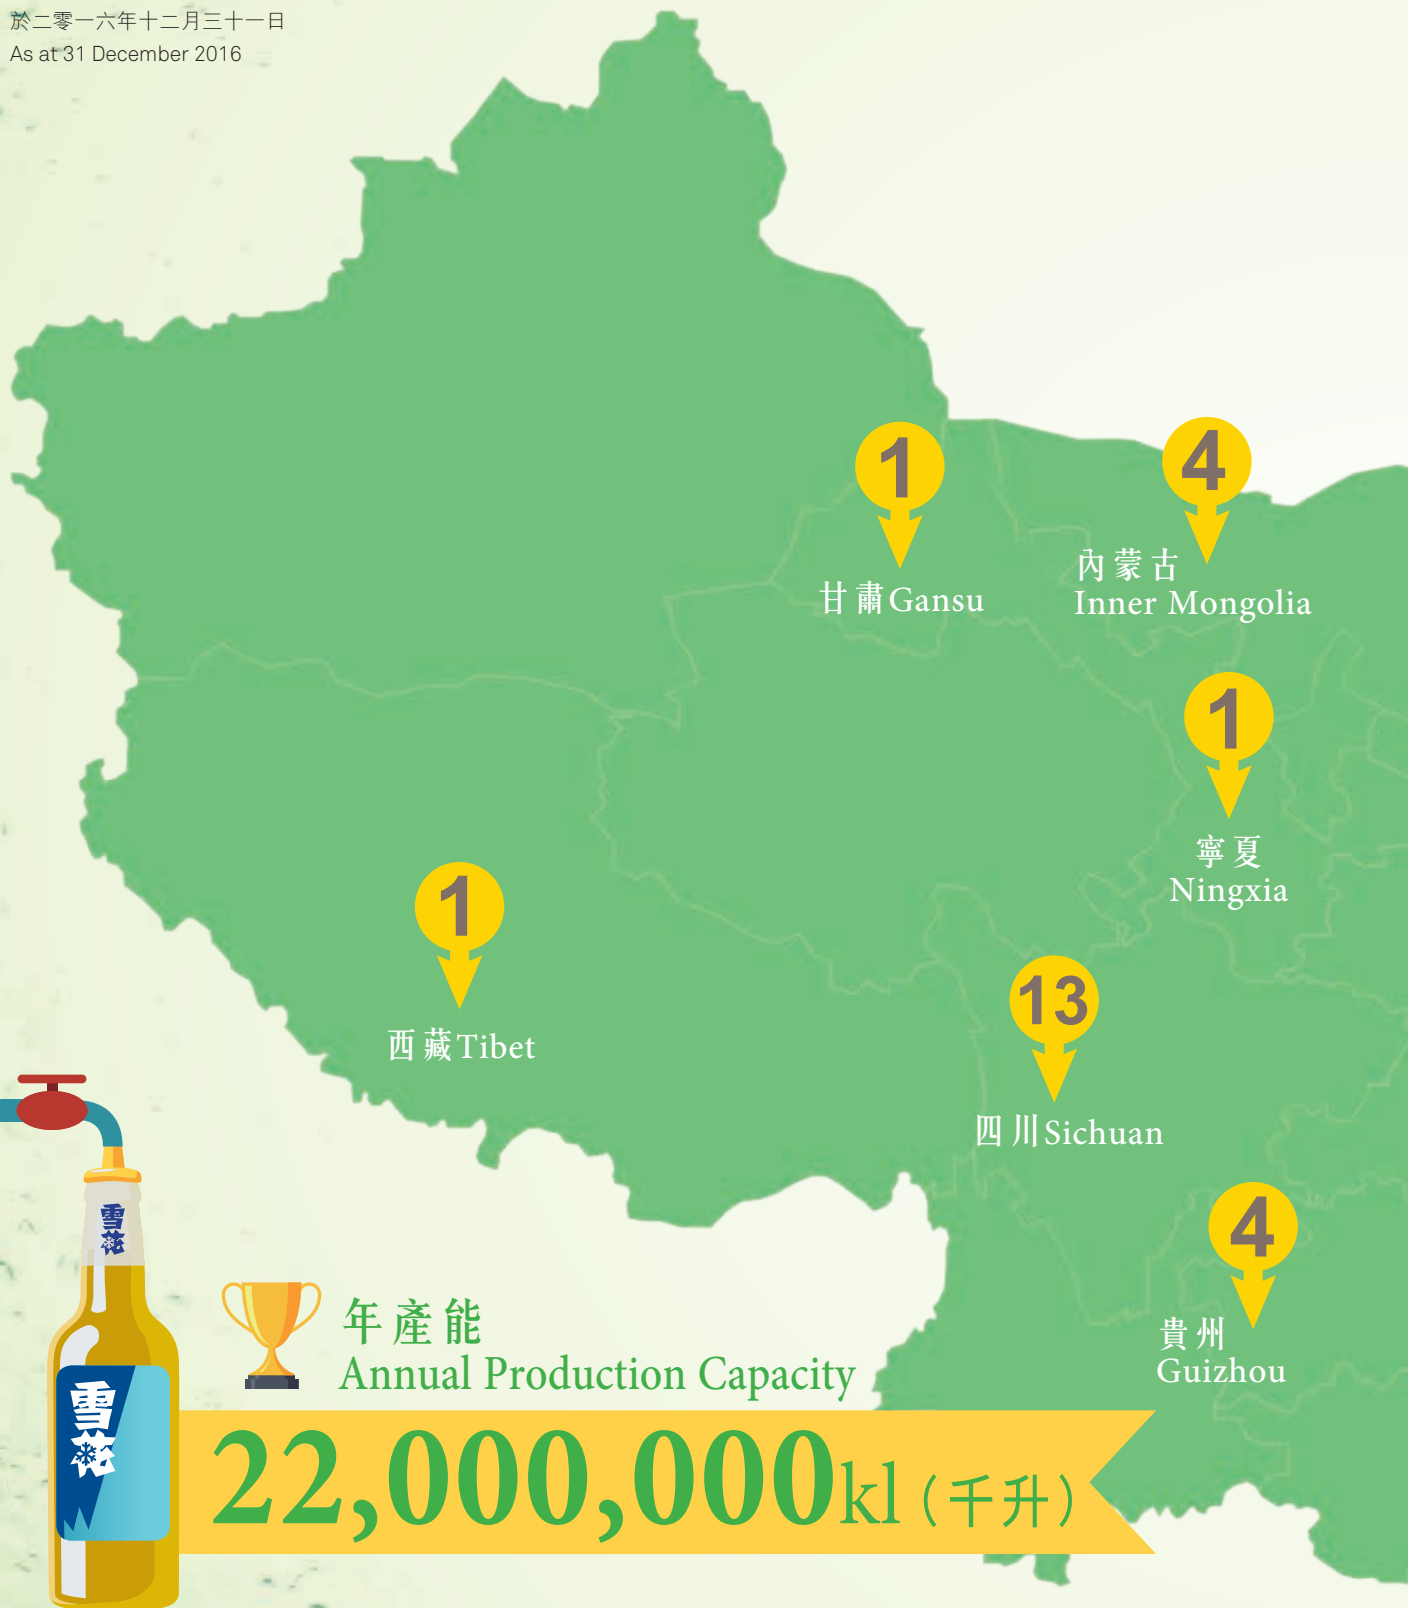 於二零一六年十二月三十一日
As at 31 December 2016
1
甘肅Gansu
4
內蒙古
Inner Mongolia
1
寧夏
Ningxia
1
西藏Tibet
13
四川Sichuan
4
貴州
Guizhou
雪花
雪花
年產能
Annual Production Capacity
22,000,000kl（千升）